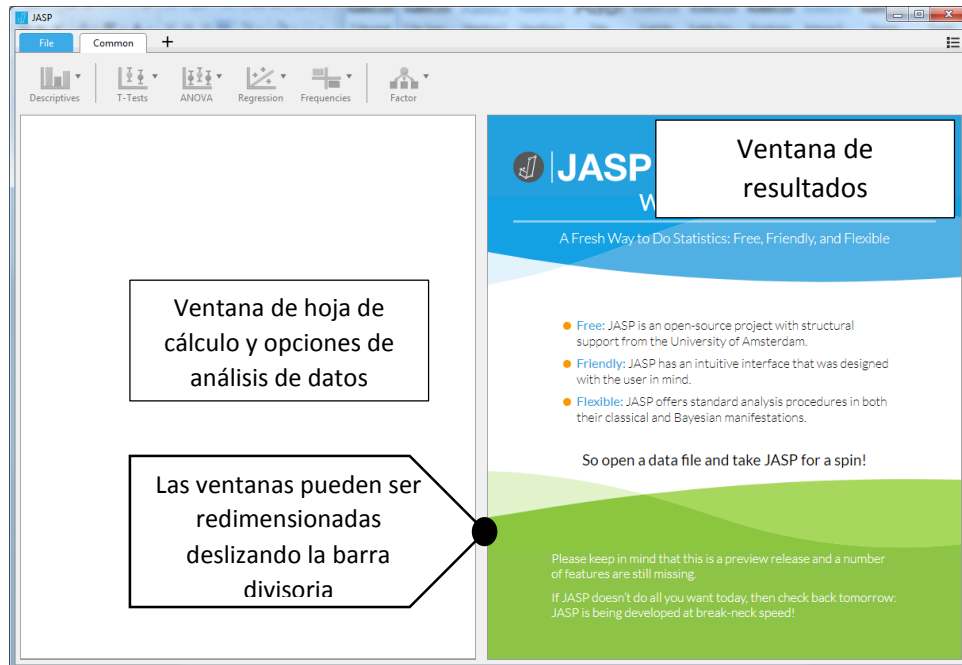 JASP
File Common +
Descriptives T-Tests ANOVA Regression Frequencies Factor
Ventana de hoja de
cálculo y opciones de
análisis de datos
Las ventanas pueden ser
redimensionadas
deslizando la barra
divisoria
JASP
W
Ventana de
resultados
A Fresh Way to Do Statistics: Free, Friendly, and Flexible
Free: JASP is an open-source project with structural
support from the University of Amsterdam.
Friendly: JASP has an intuitive interface that was designed
with the user in mind.
Flexible: JASP offers standard analysis procedures in both
their classical and Bayesian manifestations.
So open a data file and take JASP for a spin!
Please keep in mind that this is a preview release and a number
of features are still missing.
If JASP doesn't do all you want today, then check back tomorrow:
JASP is being developed at break-neck speed!